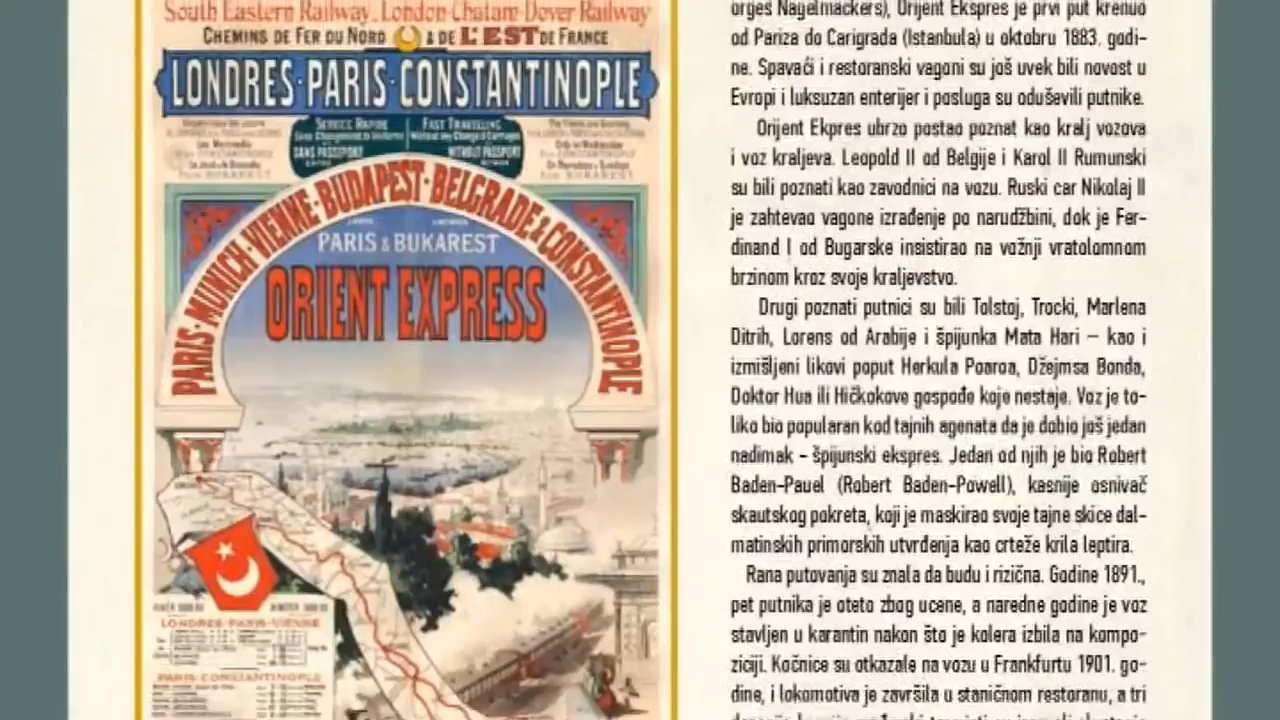 South Eastern Railway_London-Chatam-Dover Railway
CHEMINS DE FER DU NORD & DE L'EST DE FRANCE
LONDRES·PARIS·CONSTANTINOPLE
SERVICE RAPIDE
FAST TRAVELLING
SANS PASSEPORT
WITHOUT PASSPORT
PARIS·MUNICH·VIENNE·BUDAPEST·BELGRADE & CONSTANTINOPLE
PARIS & BUKAREST
ORIENT EXPRESS
LONDRES-PARIS-VIENNE
PARIS CONSTANTINOPLE
orges Nagelmackers), Orijent Ekspres je prvi put krenuo
od Pariza do Carigrada (Istanbula) u oktobru 1883. godi-
ne. Spavaći i restoranski vagoni su još uvek bili novost u
Evropi i luksuzan enterijer i posluga su oduševili putnike.
Orijent Ekpres ubrzo postao poznat kao kralj vozova
i voz kraljeva. Leopold II od Belgije i Karol II Rumunski
su bili poznati kao zavodnici na vozu. Ruski car Nikolaj II
je zahtevao vagone izrađenje po narudžbini, dok je Fer-
dinand I od Bugarske insistirao na vožnji vratolomnom
brzinom kroz svoje kraljevstvo.
Drugi poznati putnici su bili Tolstoj, Trocki, Marlena
Ditrih, Lorens od Arabije i špijunka Mata Hari – kao i
izmišljeni likovi poput Herkula Poaroa, Džejmsa Bonda,
Doktor Hua ili Hičkokove gospođe koje nestaje. Voz je to-
liko bio popularan kod tajnih agenata da je dobio još jedan
nadimak - špijunski ekspres. Jedan od njih je bio Robert
Baden-Pauel (Robert Baden-Powell), kasnije osnivač
skautskog pokreta, koji je maskirao svoje tajne skice dal-
matinskih primorskih utvrđenja kao crteže krila leptira.
Rana putovanja su znala da budu i rizična. Godine 1891.,
pet putnika je oteto zbog ucene, a naredne godine je voz
stavljen u karantin nakon što je kolera izbila na kompo-
ziciji. Kočnice su otkazale na vozu u Frankfurtu 1901. go-
dine, i lokomotiva je završila u staničnom restoranu, a tri